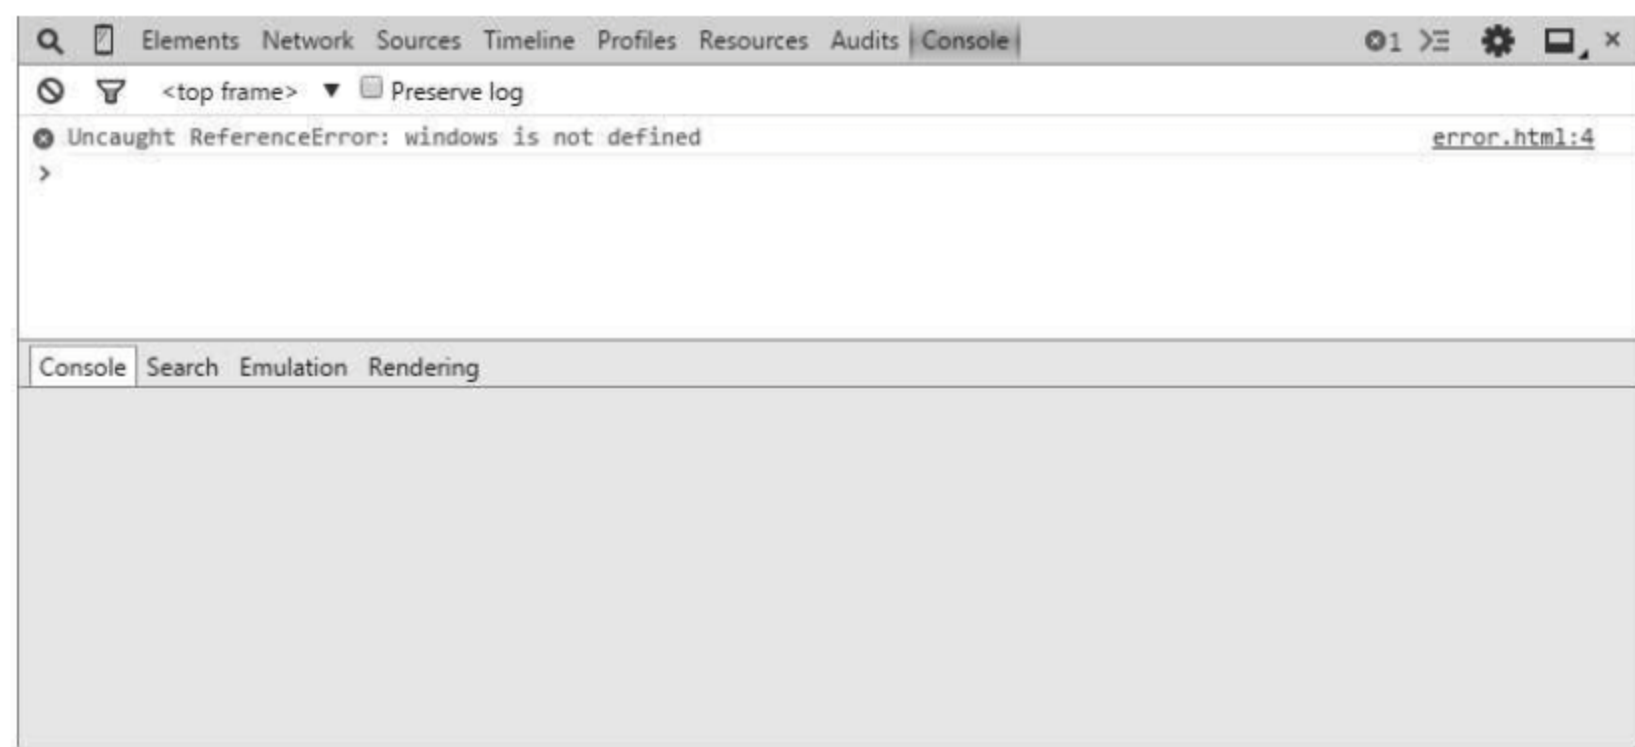 Elements Network Sources Timeline Profiles Resources Audits Console 1
<top frame> ▼ Preserve log
Uncaught ReferenceError: windows is not defined error.html:4
>
Console Search Emulation Rendering